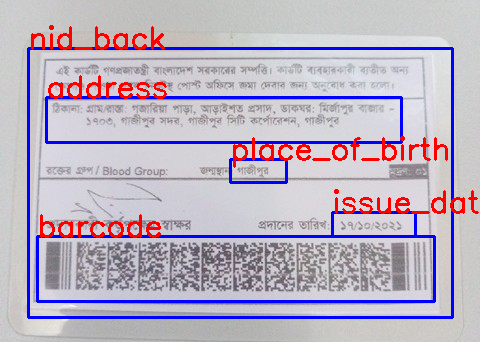 nid_back
এই কার্ডটি গণপ্রজাতন্ত্রী বাংলাদেশ সরকারের সম্পত্তি। কার্ডটি ব্যবহারকারী ব্যতীত অন্য
পোস্ট অফিসে জমা দেবার জন্য অনুরোধ করা হলো।
address
ঠিকানা: গ্রাম/রাস্তা: গজারিয়া পাড়া, আড়াইশত প্রসাদ, ডাকঘর: মির্জাপুর বাজার -
১৭০৩, গাজীপুর সদর, গাজীপুর সিটি কর্পোরেশন, গাজীপুর
place_of_birth
রক্তের গ্রুপ / Blood Group: জন্মস্থান: গাজীপুর মুদ্রণ: ০১
issue_dat
barcode
স্বাক্ষর প্রদানের তারিখ: ১৭/১০/২০২১